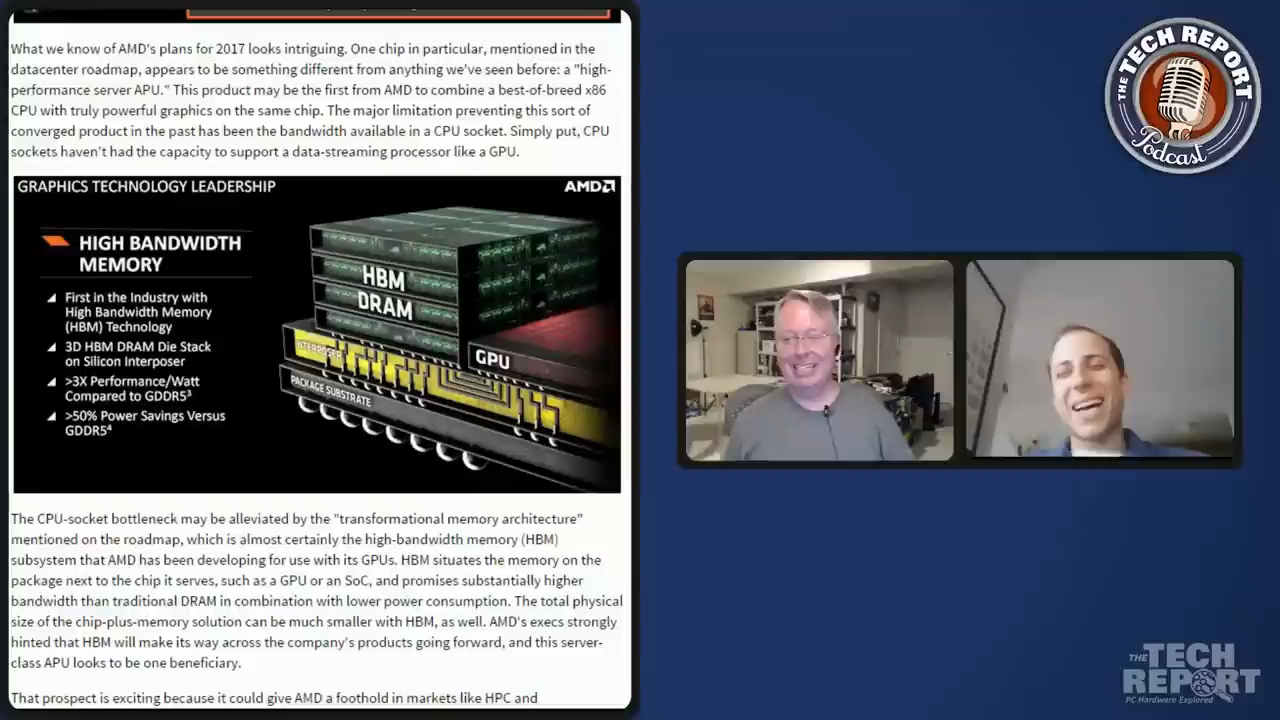 What we know of AMD's plans for 2017 looks intriguing. One chip in particular, mentioned in the
datacenter roadmap, appears to be something different from anything we've seen before: a "high-
performance server APU." This product may be the first from AMD to combine a best-of-breed x86
CPU with truly powerful graphics on the same chip. The major limitation preventing this sort of
converged product in the past has been the bandwidth available in a CPU socket. Simply put, CPU
sockets haven't had the capacity to support a data-streaming processor like a GPU.
GRAPHICS TECHNOLOGY LEADERSHIP
AMD
HIGH BANDWIDTH
MEMORY
First in the Industry with
High Bandwidth Memory
(HBM) Technology
3D HBM DRAM Die Stack
on Silicon Interposer
>3X Performance/Watt
Compared to GDDR5³
>50% Power Savings Versus
GDDR5⁴
HBM
DRAM
GPU
INTERPOSER
PACKAGE SUBSTRATE
The CPU-socket bottleneck may be alleviated by the "transformational memory architecture"
mentioned on the roadmap, which is almost certainly the high-bandwidth memory (HBM)
subsystem that AMD has been developing for use with its GPUs. HBM situates the memory on the
package next to the chip it serves, such as a GPU or an SoC, and promises substantially higher
bandwidth than traditional DRAM in combination with lower power consumption. The total physical
size of the chip-plus-memory solution can be much smaller with HBM, as well. AMD's execs strongly
hinted that HBM will make its way across the company's products going forward, and this server-
class APU looks to be one beneficiary.
That prospect is exciting because it could give AMD a foothold in markets like HPC and
THE TECH REPORT
Podcast
THE
TECH
REPORT
PC Hardware Explored